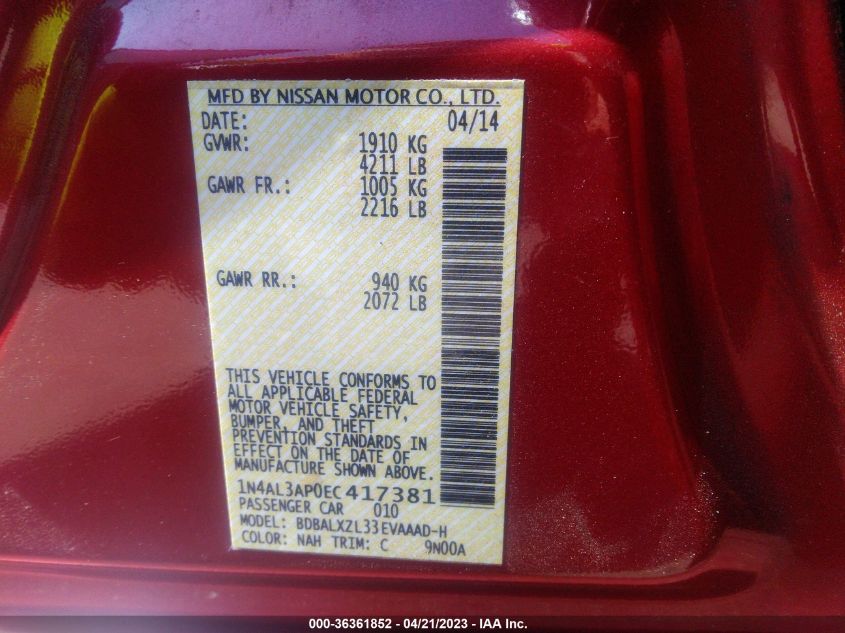 MFD BY NISSAN MOTOR CO., LTD.
DATE: 04/14
GVWR: 1910 KG
4211 LB
GAWR FR.: 1005 KG
2216 LB
GAWR RR.: 940 KG
2072 LB
THIS VEHICLE CONFORMS TO
ALL APPLICABLE FEDERAL
MOTOR VEHICLE SAFETY,
BUMPER, AND THEFT
PREVENTION STANDARDS IN
EFFECT ON THE DATE OF
MANUFACTURE SHOWN ABOVE.
1N4AL3AP0EC417381
PASSENGER CAR 010
MODEL: BDBALXZL33EVAAAD-H
COLOR: NAH TRIM: C 9N00A
000-36361852 - 04/21/2023 - IAA Inc.